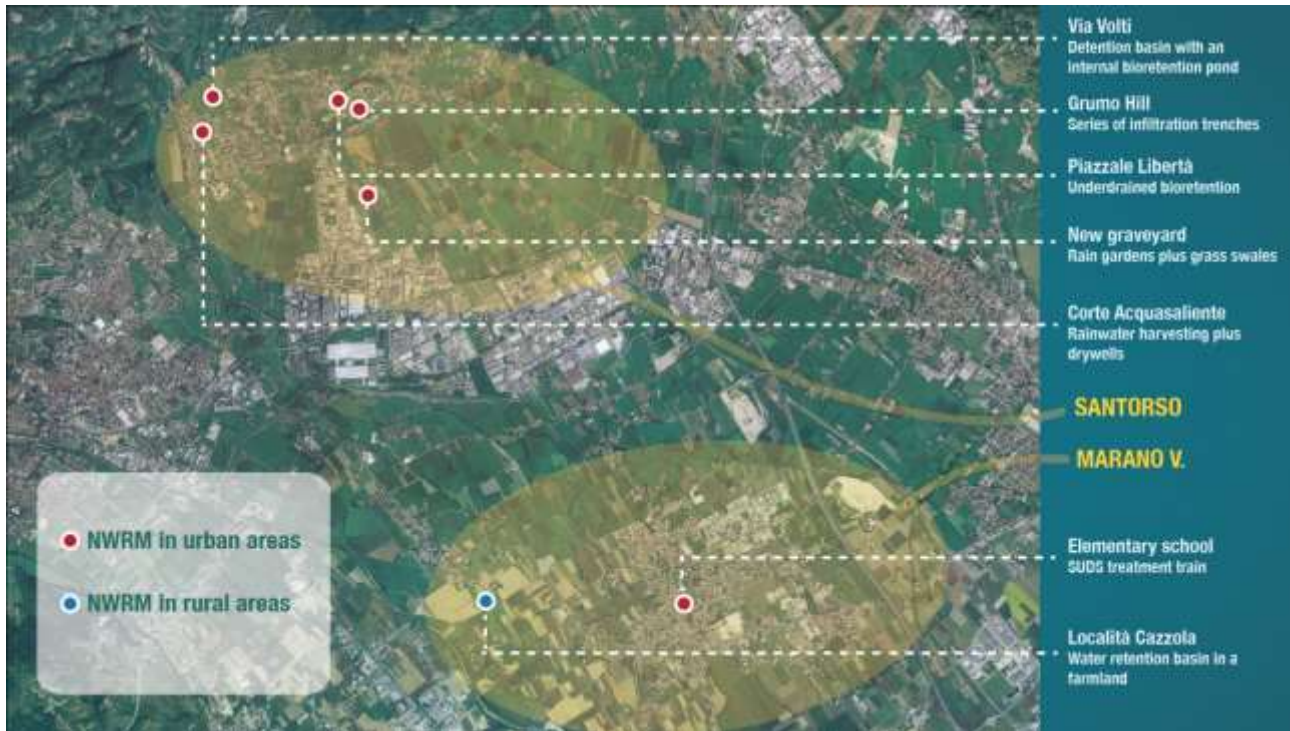 Via Volti
Detention basin with an
internal bioretention pond
Grumo Hill
Series of infiltration trenches
Piazzale Libertà
Underdrained bioretention
New graveyard
Rain gardens plus grass swales
Corte Acquasaliente
Rainwater harvesting plus
drywells
SANTORSO
MARANO V.
NWRM in urban areas
NWRM in rural areas
Elementary school
SUDS treatment train
Località Cazzola
Water retention basin in a
farmland